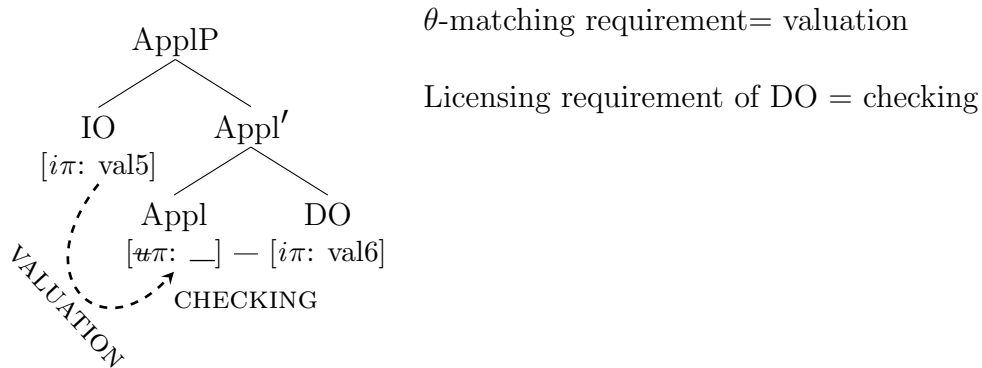 θ-matching requirement= valuation
ApplP
Licensing requirement of DO = checking
IO Appl′
[iπ: val5]
Appl DO
[u̶π: __] – [iπ: val6]
CHECKING
VALUATION